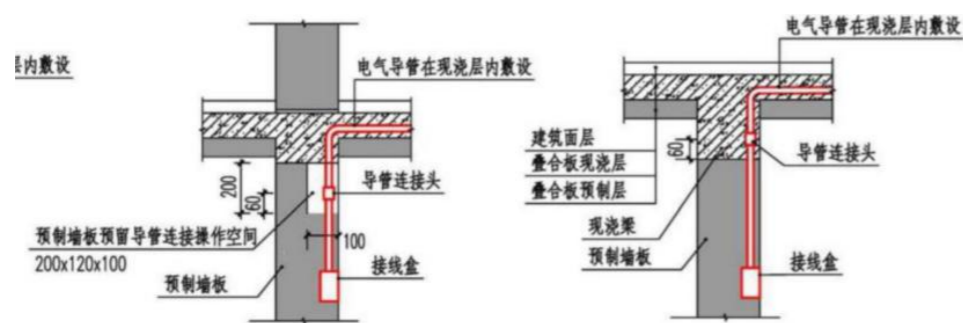 层内敷设
电气导管在现浇层内敷设
200
60
导管连接头
预制墙板预留导管连接操作空间
200x120x100
100
预制墙板
接线盒
电气导管在现浇层内敷设
建筑面层
叠合板现浇层
叠合板预制层
60
导管连接头
现浇梁
预制墙板
接线盒